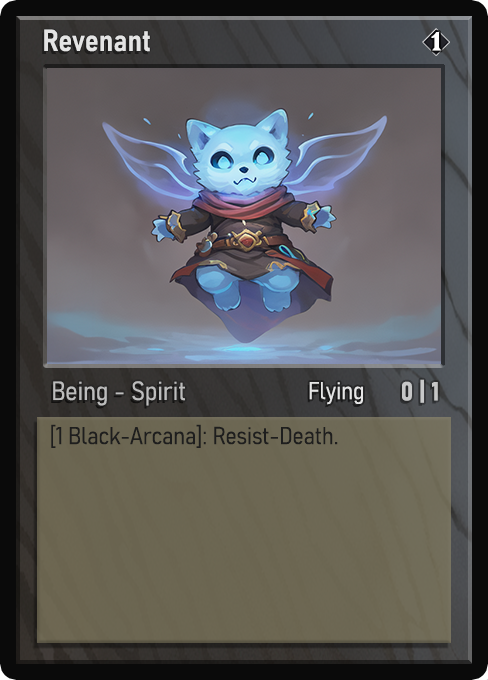 Revenant 1
Being - Spirit Flying 0|1
[1 Black-Arcana]: Resist-Death.